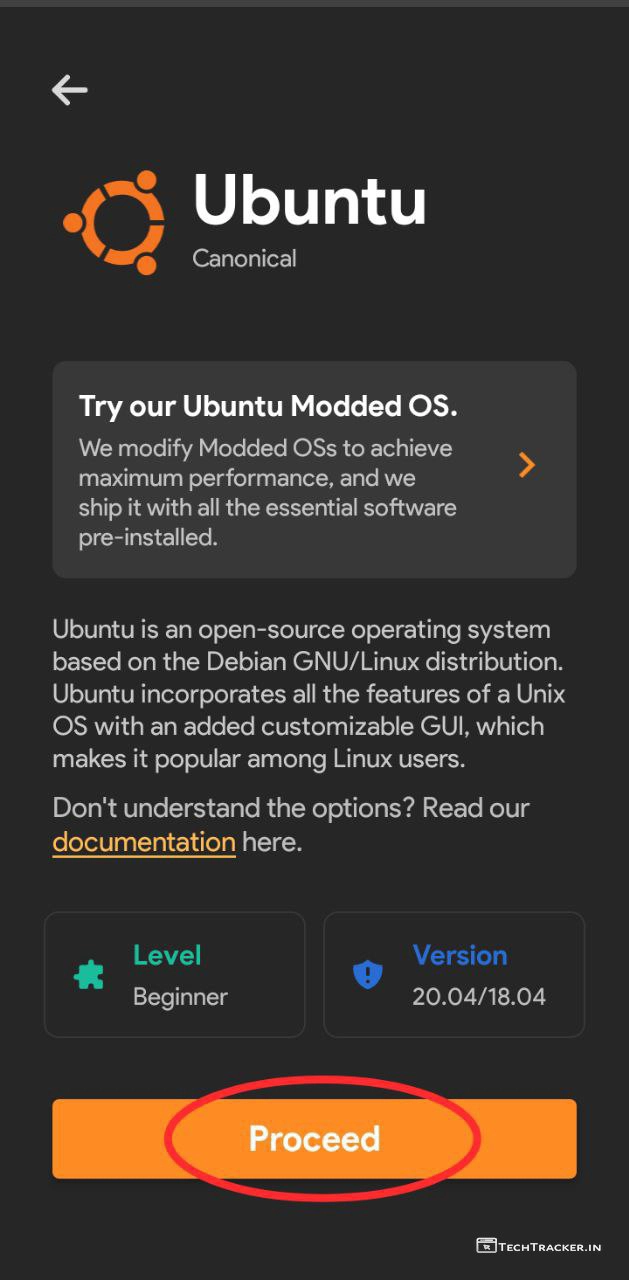 Ubuntu
Canonical
Try our Ubuntu Modded OS.
We modify Modded OSs to achieve
maximum performance, and we
ship it with all the essential software
pre-installed.
Ubuntu is an open-source operating system
based on the Debian GNU/Linux distribution.
Ubuntu incorporates all the features of a Unix
OS with an added customizable GUI, which
makes it popular among Linux users.
Don't understand the options? Read our
documentation here.
Level
Beginner
Version
20.04/18.04
Proceed
TECHTRACKER.IN